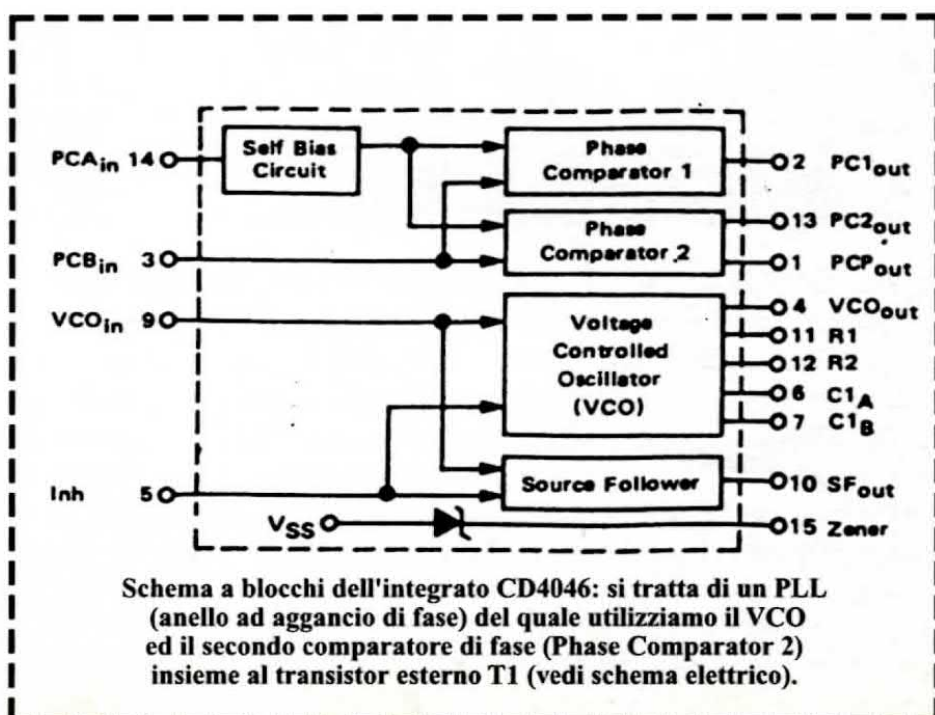 PCAin 14
Self Bias
Circuit
Phase
Comparator 1
2 PC1out
PCBin 3
Phase
Comparator 2
13 PC2out
1 PCPout
VCOin 9
Voltage
Controlled
Oscillator
(VCO)
4 VCOout
11 R1
12 R2
6 C1A
7 C1B
Inh 5
Source Follower
10 SFout
VSS
15 Zener
Schema a blocchi dell'integrato CD4046: si tratta di un PLL
(anello ad aggancio di fase) del quale utilizziamo il VCO
ed il secondo comparatore di fase (Phase Comparator 2)
insieme al transistor esterno T1 (vedi schema elettrico).